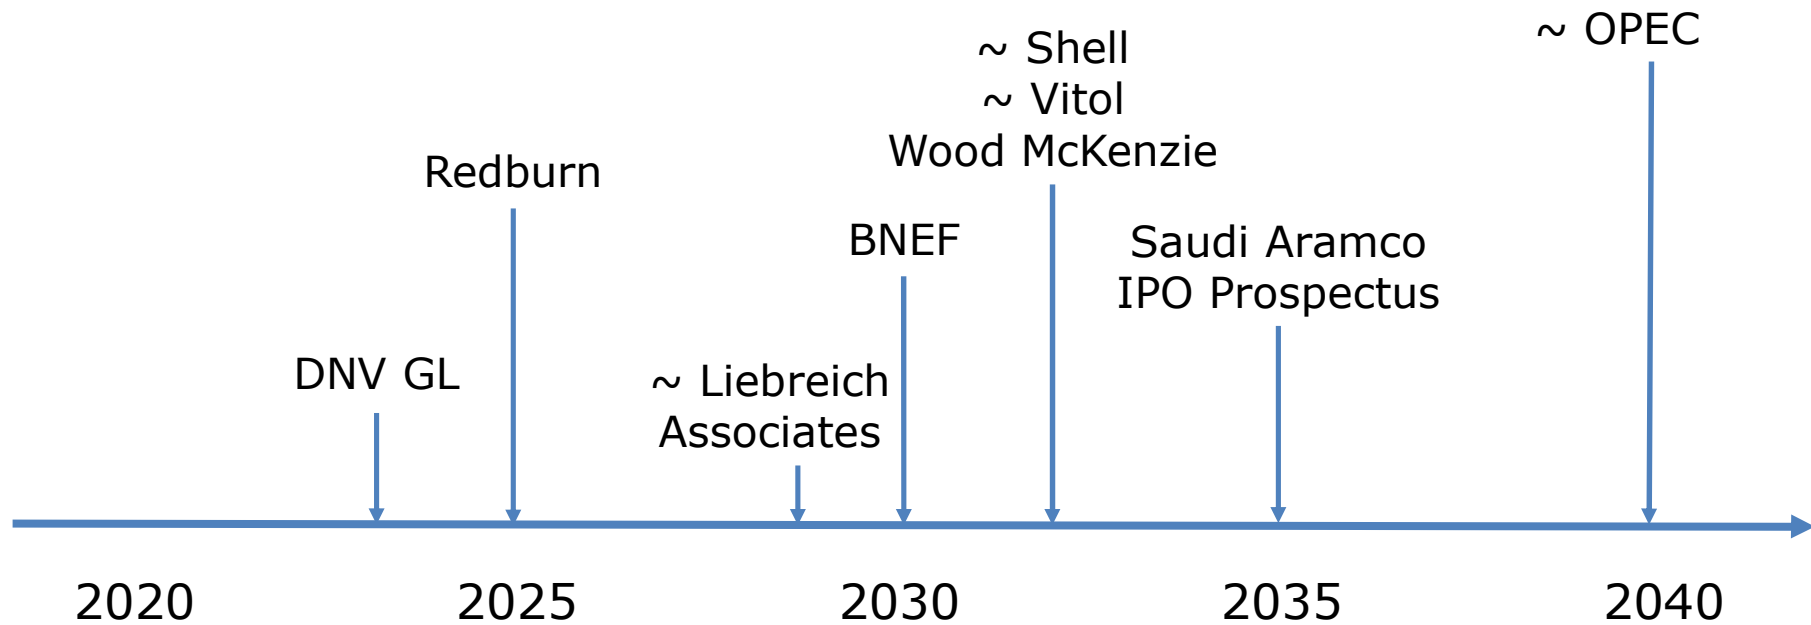 ~ OPEC
~ Shell
~ Vitol
Wood McKenzie
Redburn
BNEF
Saudi Aramco
IPO Prospectus
DNV GL
~ Liebreich
Associates
2020
2025
2030
2035
2040